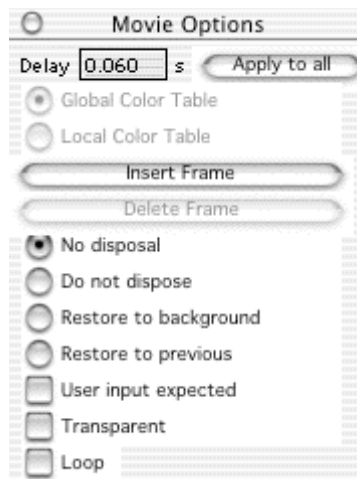 Movie Options
Delay 0.060 s Apply to all
Global Color Table
Local Color Table
Insert Frame
Delete Frame
No disposal
Do not dispose
Restore to background
Restore to previous
User input expected
Transparent
Loop